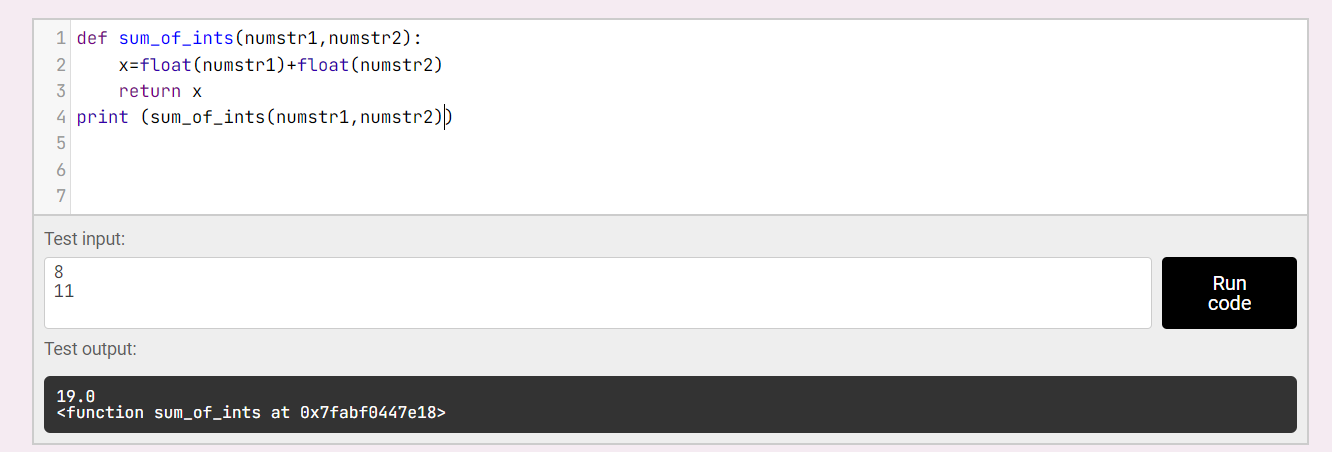 1 def sum_of_ints(numstr1,numstr2):
2     x=float(numstr1)+float(numstr2)
3     return x
4 print (sum_of_ints(numstr1,numstr2))
5
6
7
Test input:
8
11
Run
code
Test output:
19.0
<function sum_of_ints at 0x7fabf0447e18>